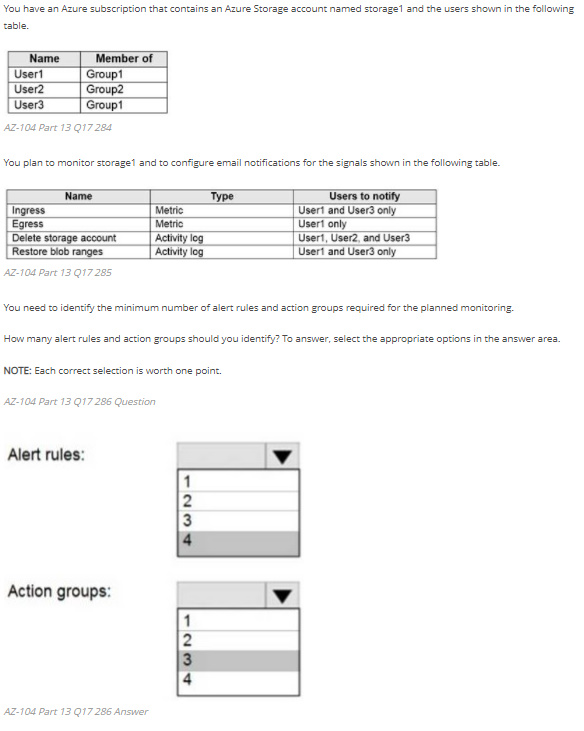 You have an Azure subscription that contains an Azure Storage account named storage1 and the users shown in the following
table.
Name Member of
User1 Group1
User2 Group2
User3 Group1
AZ-104 Part 13 Q17 284
You plan to monitor storage1 and to configure email notifications for the signals shown in the following table.
Name Type Users to notify
Ingress Metric User1 and User3 only
Egress Metric User1 only
Delete storage account Activity log User1, User2, and User3
Restore blob ranges Activity log User1 and User3 only
AZ-104 Part 13 Q17 285
You need to identify the minimum number of alert rules and action groups required for the planned monitoring.
How many alert rules and action groups should you identify? To answer, select the appropriate options in the answer area.
NOTE: Each correct selection is worth one point.
AZ-104 Part 13 Q17 286 Question
Alert rules:
1
2
3
4
Action groups:
1
2
3
4
AZ-104 Part 13 Q17 286 Answer